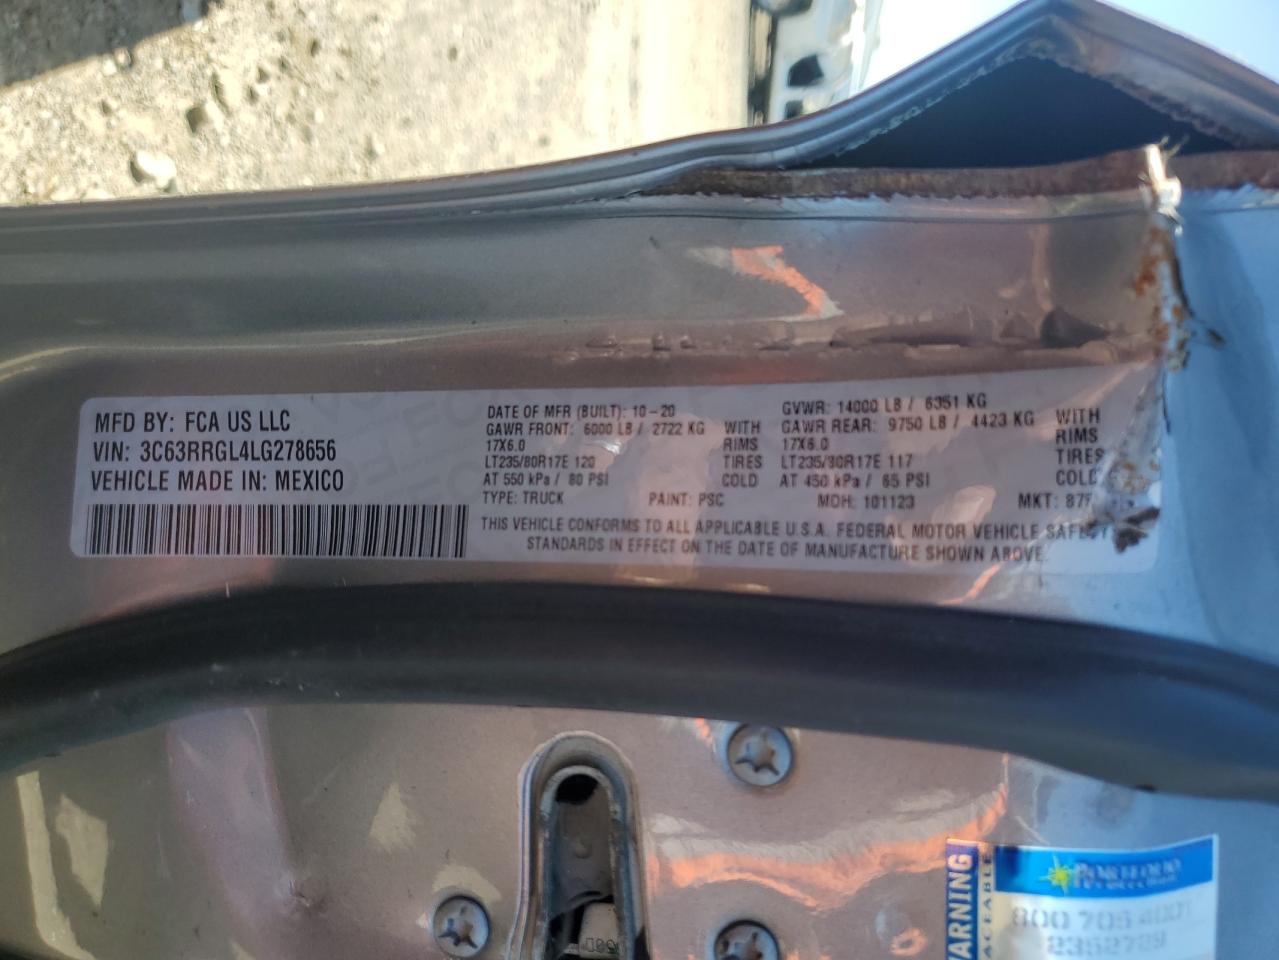 MFD BY: FCA US LLC
VIN: 3C63RRGL4LG278656
VEHICLE MADE IN: MEXICO
DATE OF MFR (BUILT): 10-20 GVWR: 14000 LB / 6351 KG
GAWR FRONT: 6000 LB / 2722 KG WITH GAWR REAR: 9750 LB / 4423 KG WITH
17X6.0 RIMS 17X6.0 RIMS
LT235/80R17E 120 TIRES LT235/80R17E 117 TIRES
AT 550 kPa / 80 PSI COLD AT 450 kPa / 65 PSI COLD
TYPE: TRUCK PAINT: PSC MDH: 101123 MKT:
THIS VEHICLE CONFORMS TO ALL APPLICABLE U.S.A. FEDERAL MOTOR VEHICLE SAFETY
STANDARDS IN EFFECT ON THE DATE OF MANUFACTURE SHOWN ABOVE.
WARNING
PORTFOLIO
Protection